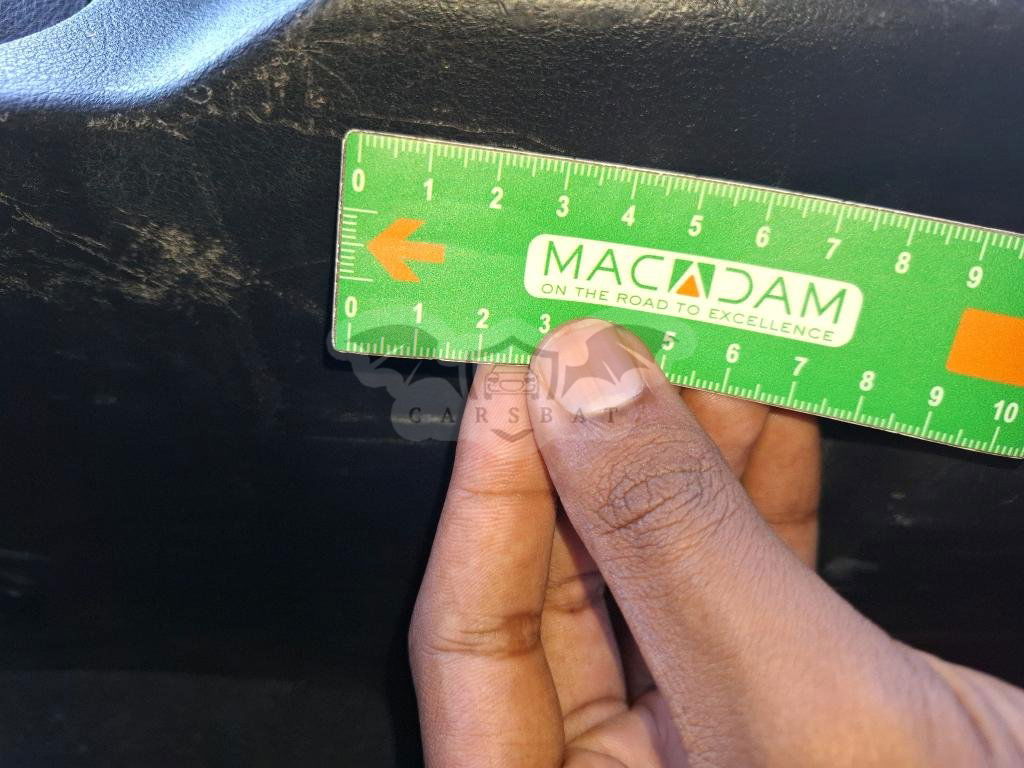 0 1 2 3 4 5 6 7 8 9
MACADAM
ON THE ROAD TO EXCELLENCE
0 1 2 3 5 6 7 8 9 10
CARSBAT